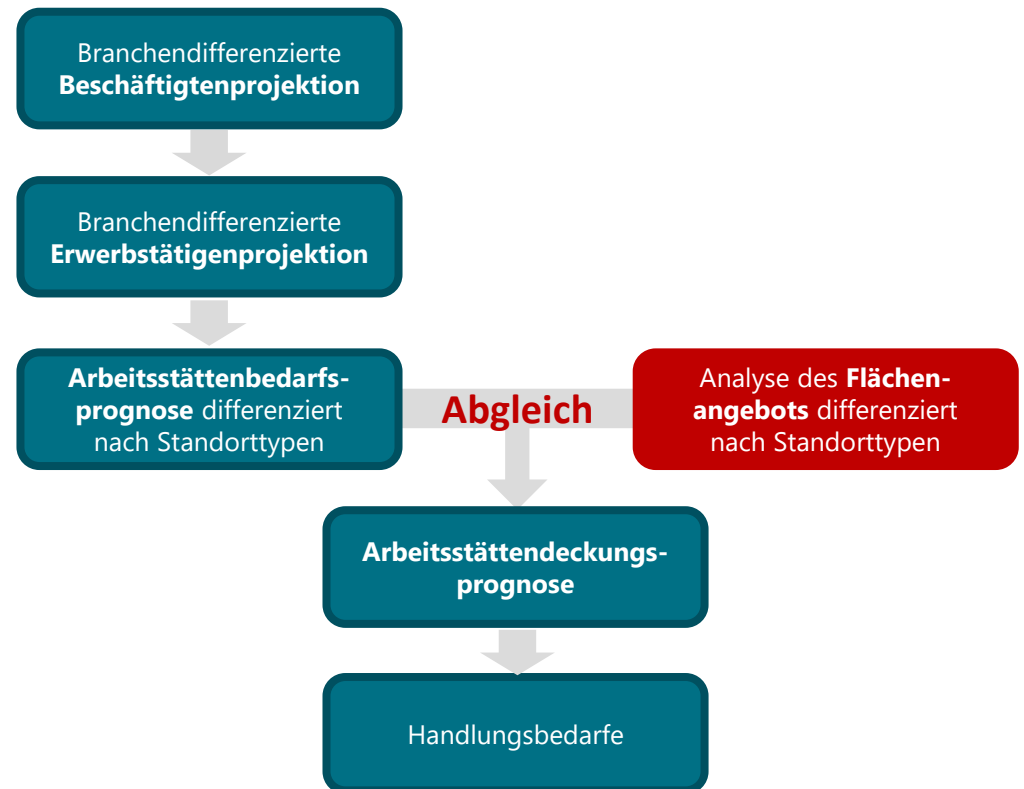 Branchendifferenzierte
Beschäftigtenprojektion
Branchendifferenzierte
Erwerbstätigenprojektion
Arbeitsstättenbedarfs-
prognose differenziert
nach Standorttypen
Abgleich
Analyse des Flächen-
angebots differenziert
nach Standorttypen
Arbeitsstättendeckungs-
prognose
Handlungsbedarfe